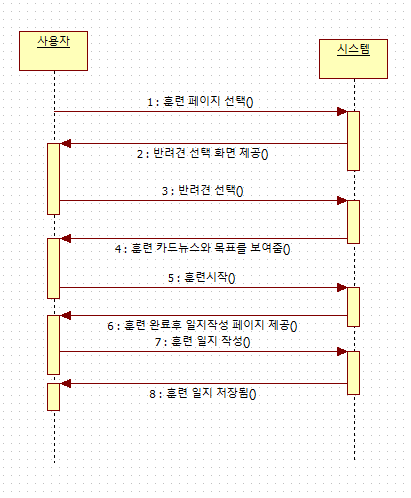 사용자
시스템
1 : 훈련 페이지 선택()
2 : 반려견 선택 화면 제공()
3 : 반려견 선택()
4 : 훈련 카드뉴스와 목표를 보여줌()
5 : 훈련시작()
6 : 훈련 완료후 일지작성 페이지 제공()
7 : 훈련 일지 작성()
8 : 훈련 일지 저장됨()